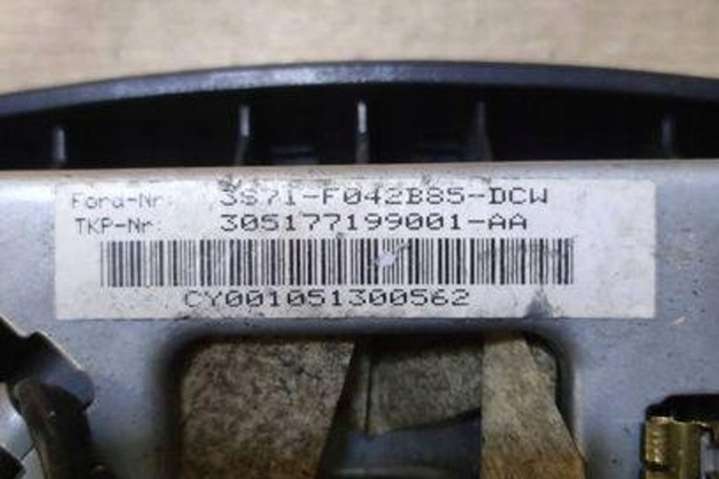 Ford-Nr: 3S71-F042B85-DCW
TKP-Nr: 305177199001-AA
CY001051300562